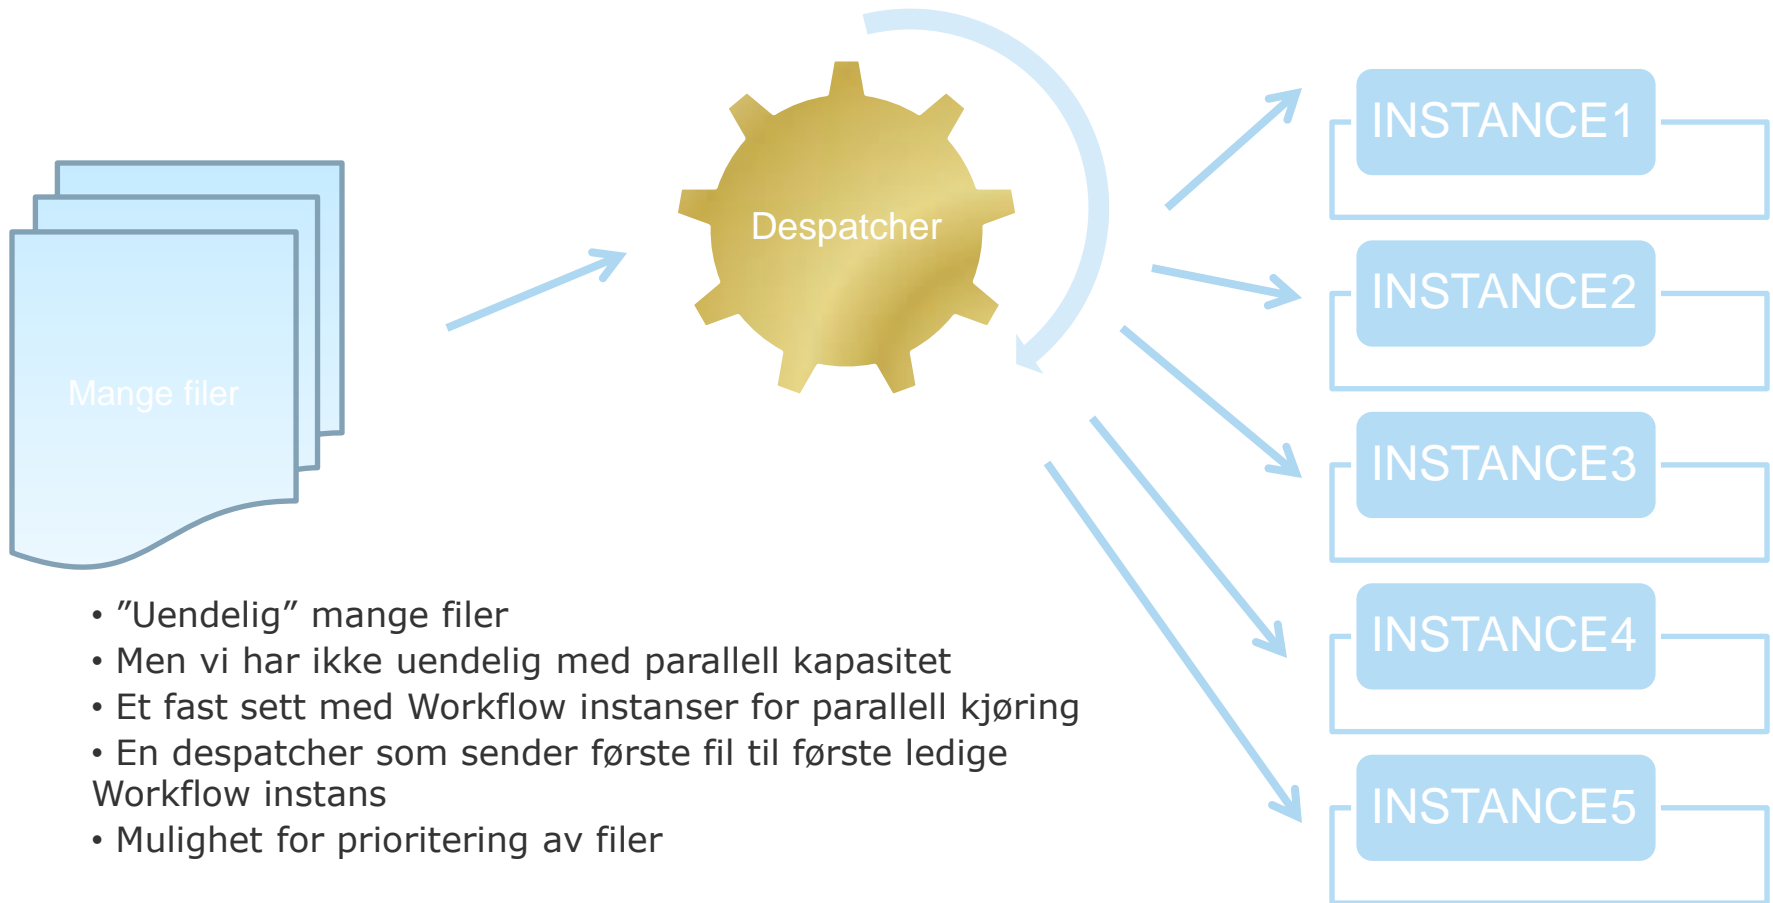 Mange filer
Despatcher
INSTANCE1
INSTANCE2
INSTANCE3
INSTANCE4
INSTANCE5
• ”Uendelig” mange filer
• Men vi har ikke uendelig med parallell kapasitet
• Et fast sett med Workflow instanser for parallell kjøring
• En despatcher som sender første fil til første ledige
Workflow instans
• Mulighet for prioritering av filer